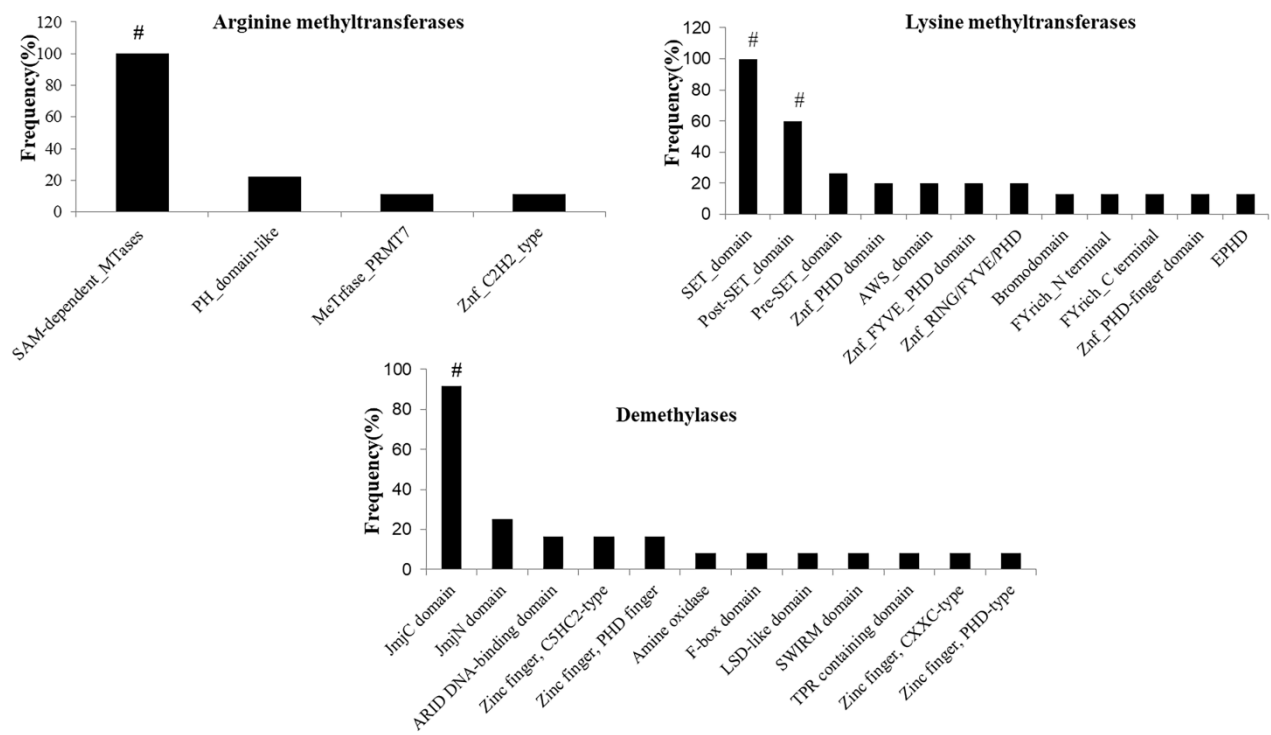 Arginine methyltransferases
Frequency(%)
120
100
80
60
40
20
0
#
SAM-dependent_MTases
PH_domain-like
MeTrfase_PRMT7
Znf_C2H2_type
Lysine methyltransferases
Frequency(%)
120
100
80
60
40
20
0
#
#
SET_domain
Post-SET_domain
Pre-SET_domain
Znf_PHD domain
AWS_domain
Znf_FYVE_PHD domain
Znf_RING/FYVE/PHD
Bromodomain
FYrich_N terminal
FYrich_C terminal
Znf_PHD-finger domain
EPHD
Demethylases
Frequency(%)
100
80
60
40
20
0
#
JmjC domain
JmjN domain
ARID DNA-binding domain
Zinc finger, C5HC2-type
Zinc finger, PHD finger
Amine oxidase
F-box domain
LSD-like domain
SWIRM domain
TPR containing domain
Zinc finger, CXXC-type
Zinc finger, PHD-type